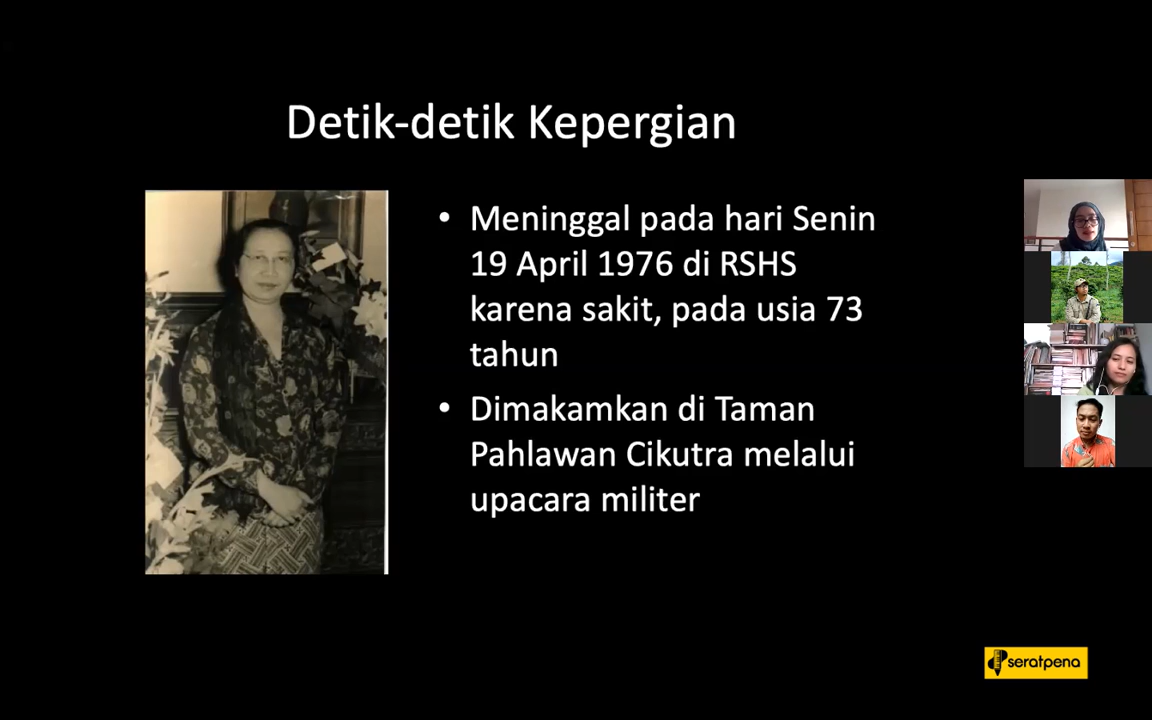 Detik-detik Kepergian
• Meninggal pada hari Senin
19 April 1976 di RSHS
karena sakit, pada usia 73
tahun
• Dimakamkan di Taman
Pahlawan Cikutra melalui
upacara militer
seratpena